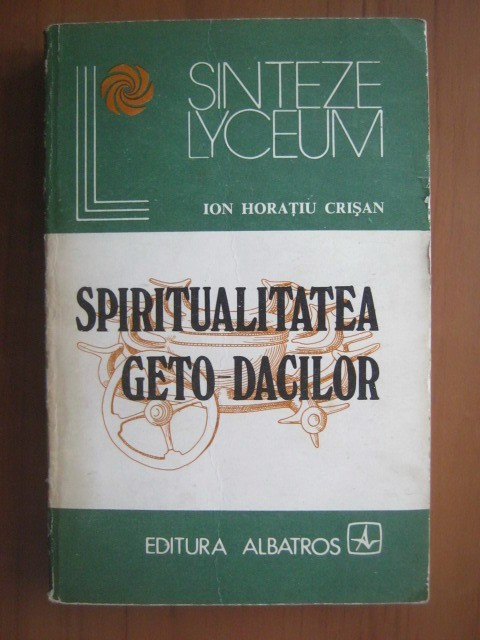 SINTEZE
LYCEUM
ION HORAȚIU CRIȘAN
SPIRITUALITATEA
GETO-DACILOR
EDITURA ALBATROS